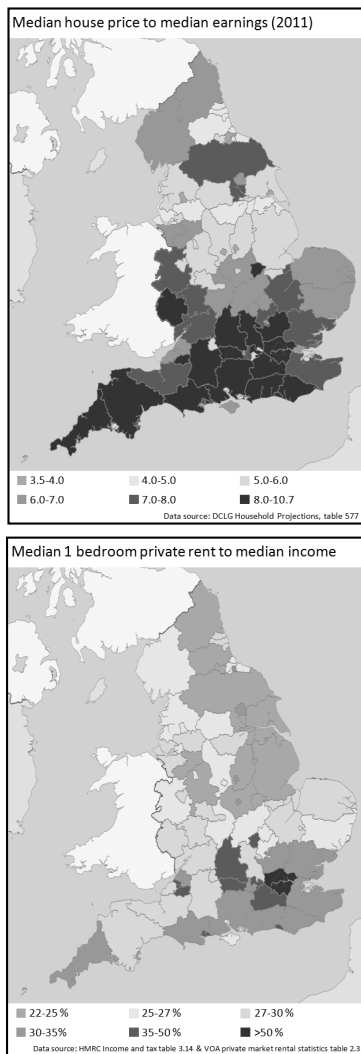 Median house price to median earnings (2011)
3.5-4.0 4.0-5.0 5.0-6.0
6.0-7.0 7.0-8.0 8.0-10.7
Data source: DCLG Household Projections, table 577
Median 1 bedroom private rent to median income
22-25 % 25-27 % 27-30 %
30-35% 35-50 % >50 %
Data source: HMRC Income and tax table 3.14 & VOA private market rental statistics table 2.3